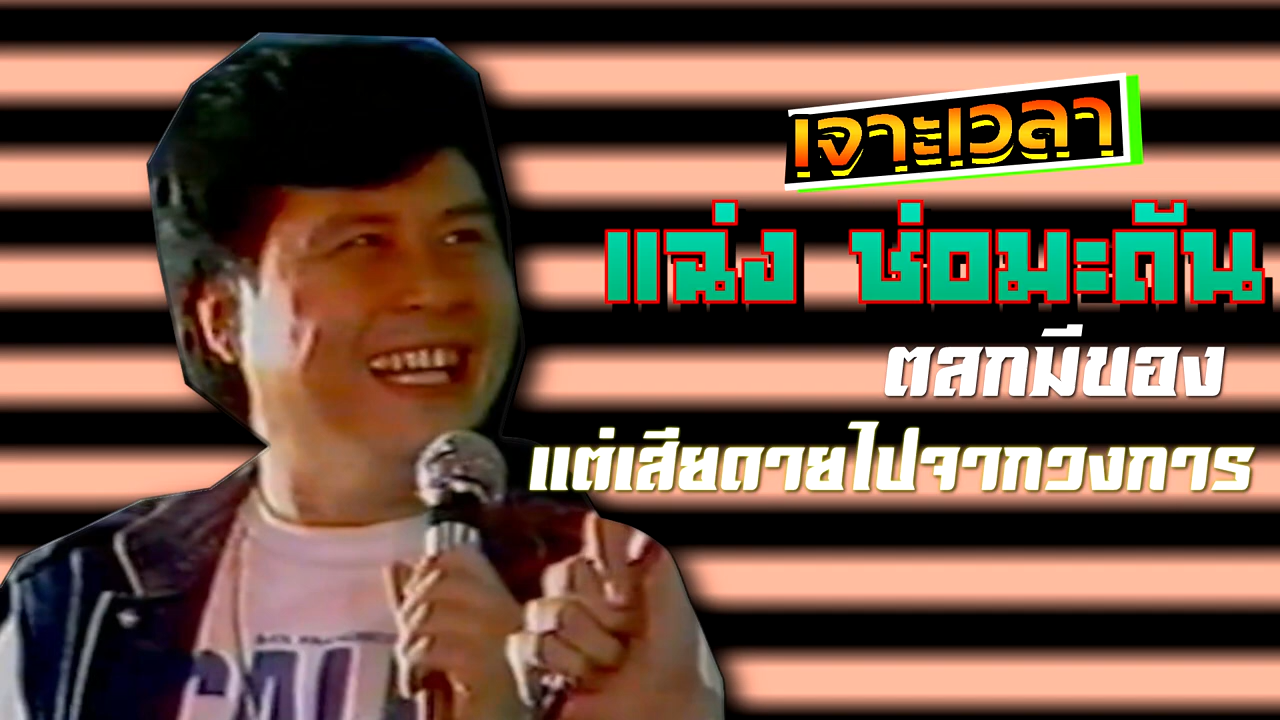 เจาะเวลา
แฉ่ง ช่อมะดัน
ตลกมีของ
แต่เสียดายไปจากวงการ
CALI